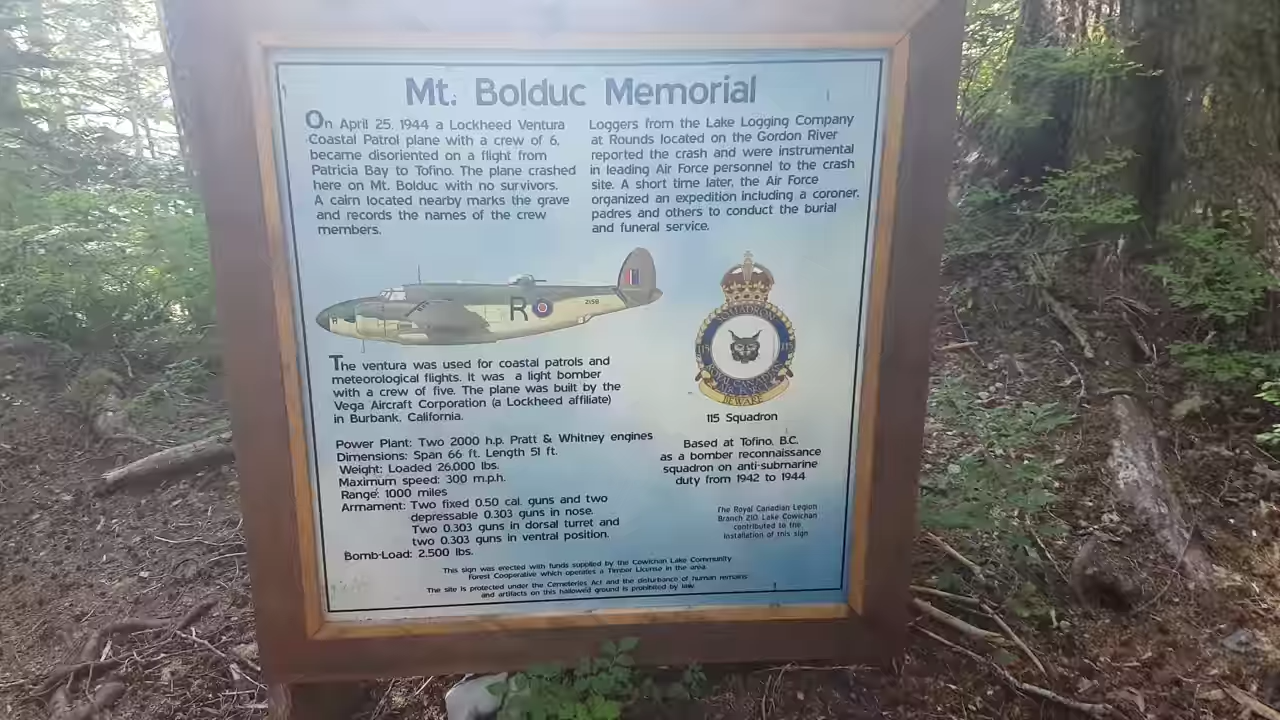 Mt. Bolduc Memorial
On April 25, 1944 a Lockheed Ventura
Coastal Patrol plane with a crew of 6,
became disoriented on a flight from
Patricia Bay to Tofino. The plane crashed
here on Mt. Bolduc with no survivors.
A cairn located nearby marks the grave
and records the names of the crew
members.
Loggers from the Lake Logging Company
at Rounds located on the Gordon River
reported the crash and were instrumental
in leading Air Force personnel to the crash
site. A short time later, the Air Force
organized an expedition including a coroner,
padres and others to conduct the burial
and funeral service.
R
2158
The ventura was used for coastal patrols and
meteorological flights. It was a light bomber
with a crew of five. The plane was built by the
Vega Aircraft Corporation (a Lockheed affiliate)
in Burbank, California.
Power Plant: Two 2000 h.p. Pratt & Whitney engines
Dimensions: Span 66 ft. Length 51 ft.
Weight: Loaded 26,000 lbs.
Maximum speed: 300 m.p.h.
Range: 1000 miles
Armament: Two fixed 0.50 cal. guns and two
depressable 0.303 guns in nose.
Two 0.303 guns in dorsal turret and
two 0.303 guns in ventral position.
Bomb-Load: 2,500 lbs.
SQUADRON
115
115
ROYAL CANADIAN
BEWARE
115 Squadron
Based at Tofino, B.C.
as a bomber reconnaissance
squadron on anti-submarine
duty from 1942 to 1944
The Royal Canadian Legion
Branch 210, Lake Cowichan
contributed to the
installation of this sign
This sign was erected with funds supplied by the Cowichan Lake Community
Forest Cooperative which operates a Timber License in the area.
The site is protected under the Cemeteries Act and the disturbance of human remains
and artifacts on this hallowed ground is prohibited by law.